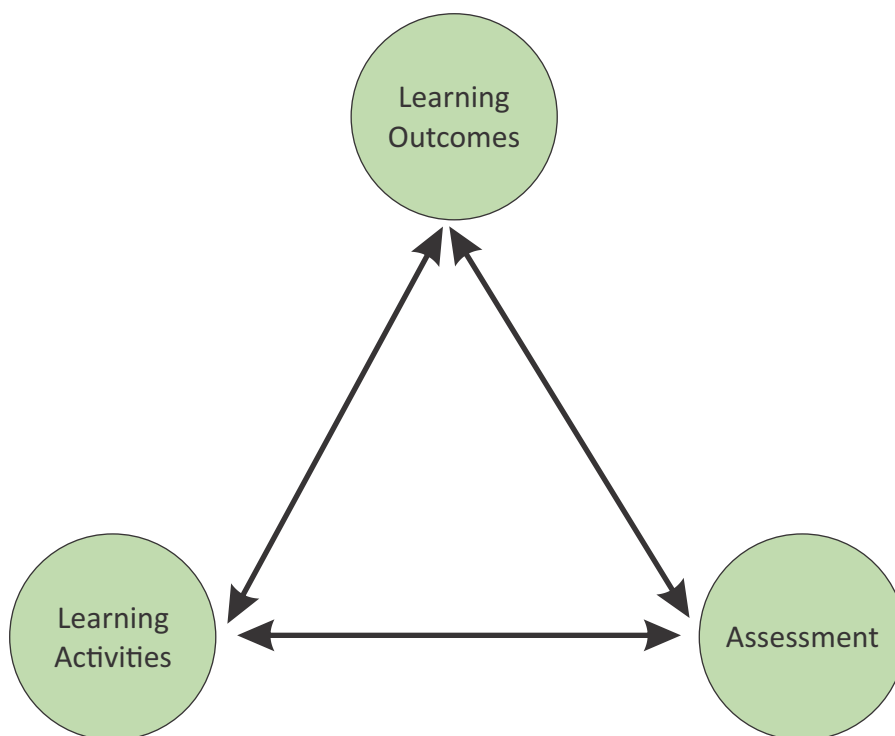 Learning
Outcomes
Learning
Activities
Assessment